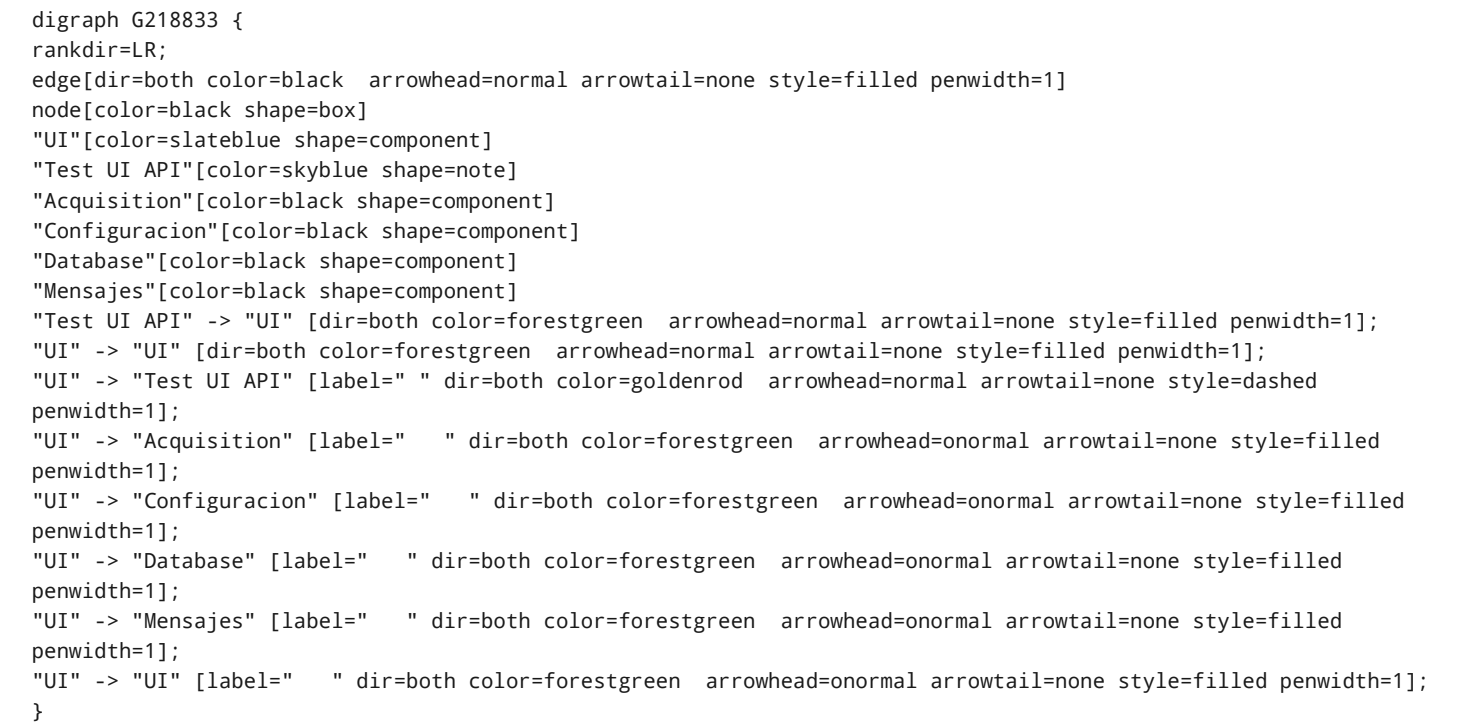 digraph G218833 {
rankdir=LR;
edge[dir=both color=black  arrowhead=normal arrowtail=none style=filled penwidth=1]
node[color=black shape=box]
"UI"[color=slateblue shape=component]
"Test UI API"[color=skyblue shape=note]
"Acquisition"[color=black shape=component]
"Configuracion"[color=black shape=component]
"Database"[color=black shape=component]
"Mensajes"[color=black shape=component]
"Test UI API" -> "UI" [dir=both color=forestgreen  arrowhead=normal arrowtail=none style=filled penwidth=1];
"UI" -> "UI" [dir=both color=forestgreen  arrowhead=normal arrowtail=none style=filled penwidth=1];
"UI" -> "Test UI API" [label=" " dir=both color=goldenrod  arrowhead=normal arrowtail=none style=dashed
penwidth=1];
"UI" -> "Acquisition" [label="   " dir=both color=forestgreen  arrowhead=onormal arrowtail=none style=filled
penwidth=1];
"UI" -> "Configuracion" [label="   " dir=both color=forestgreen  arrowhead=onormal arrowtail=none style=filled
penwidth=1];
"UI" -> "Database" [label="   " dir=both color=forestgreen  arrowhead=onormal arrowtail=none style=filled
penwidth=1];
"UI" -> "Mensajes" [label="   " dir=both color=forestgreen  arrowhead=onormal arrowtail=none style=filled
penwidth=1];
"UI" -> "UI" [label="   " dir=both color=forestgreen  arrowhead=onormal arrowtail=none style=filled penwidth=1];
}